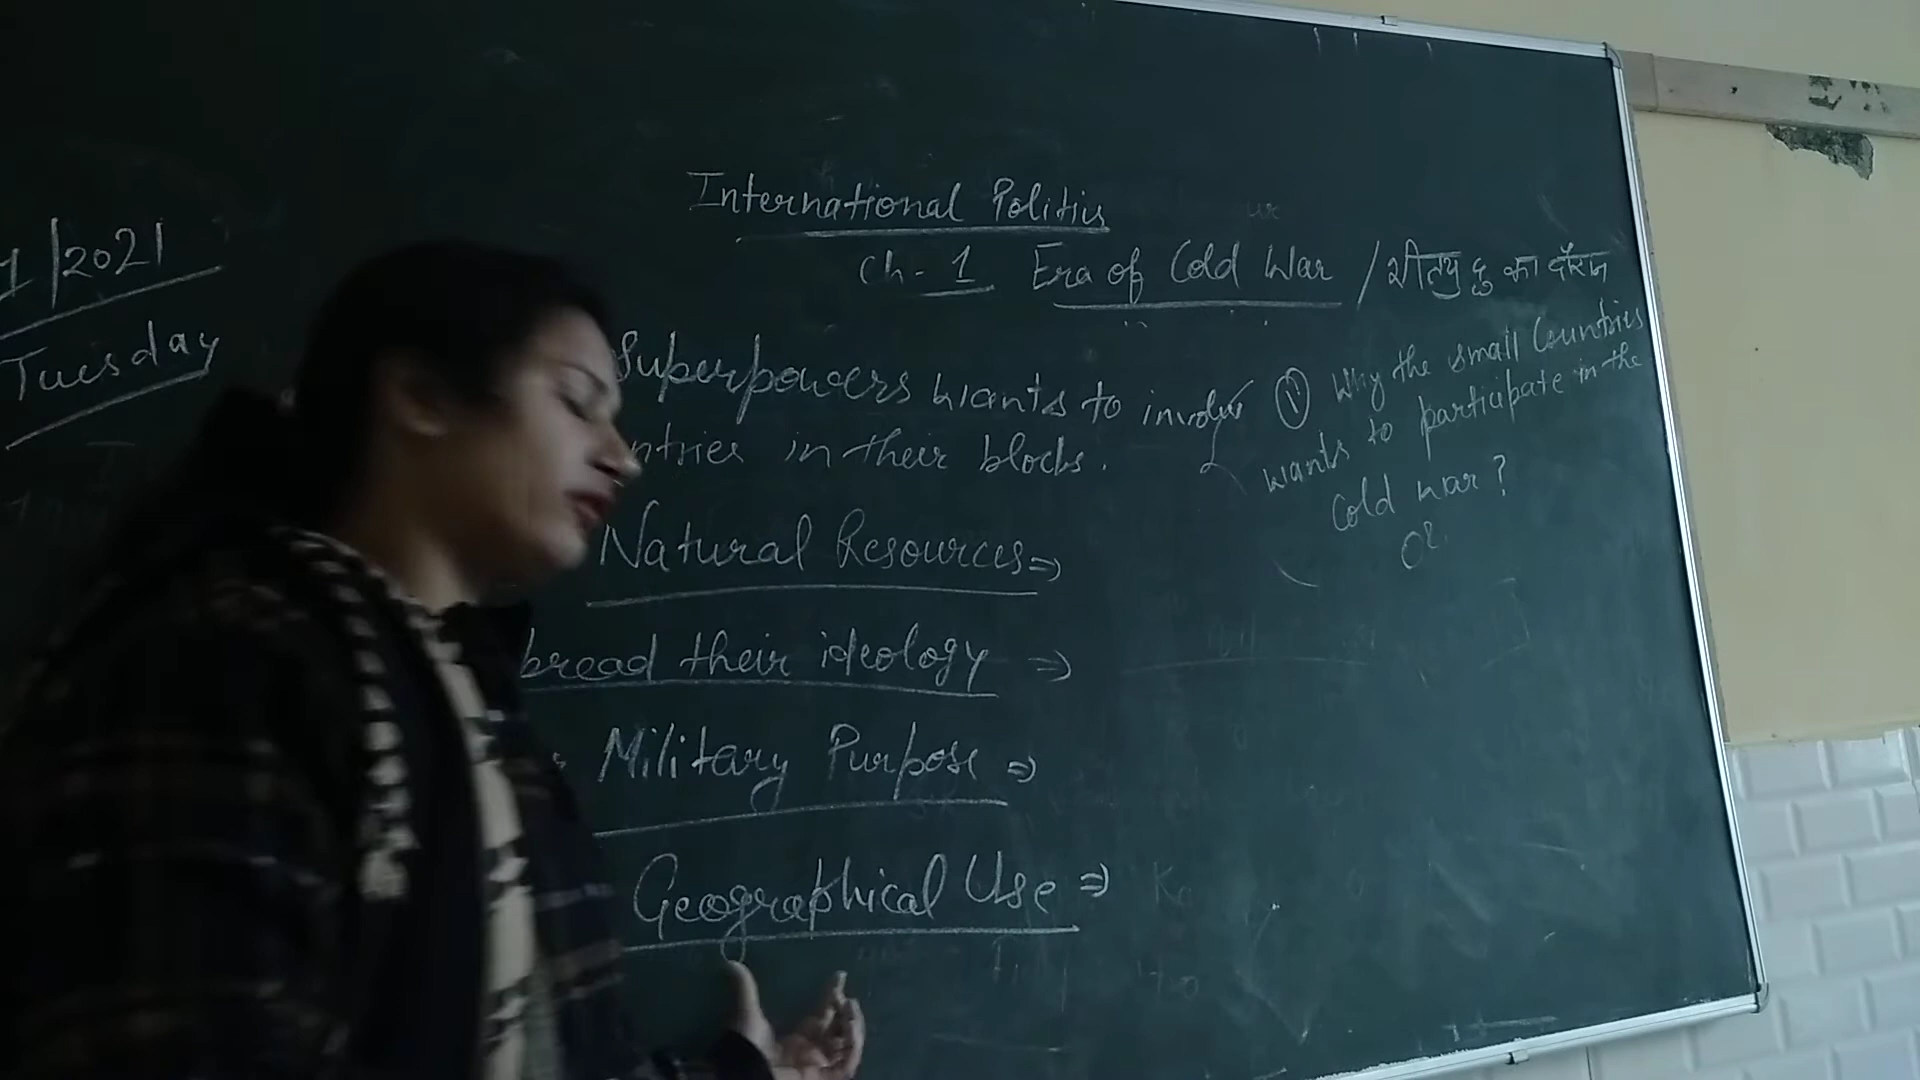 International Politics
Ch-1 Era of Cold War / शीतयुद्ध का दौर
1/2021
Tuesday
Superpowers wants to involve
ntries in their blocks.
① Why the small Countries
wants to participate in the
Cold war?
Or
Natural Resources ⇒
bread their ideology ⇒
Military Purpose ⇒
Geographical Use ⇒